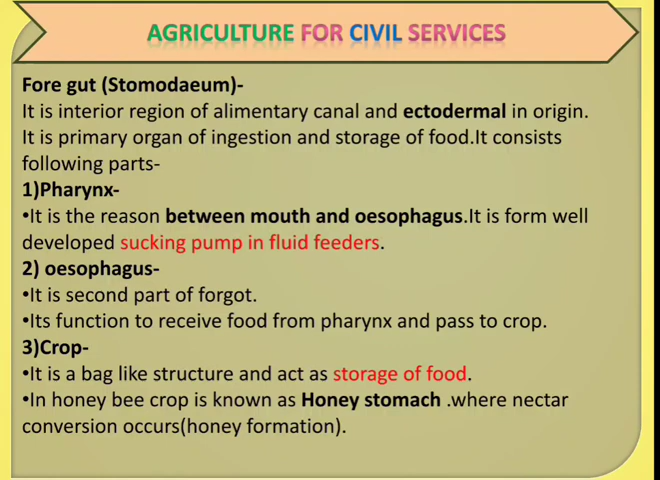 AGRICULTURE FOR CIVIL SERVICES
Fore gut (Stomodaeum)-
It is interior region of alimentary canal and ectodermal in origin.
It is primary organ of ingestion and storage of food.It consists
following parts-
1)Pharynx-
•It is the reason between mouth and oesophagus.It is form well
developed sucking pump in fluid feeders.
2) oesophagus-
•It is second part of forgot.
•Its function to receive food from pharynx and pass to crop.
3)Crop-
•It is a bag like structure and act as storage of food.
•In honey bee crop is known as Honey stomach .where nectar
conversion occurs(honey formation).